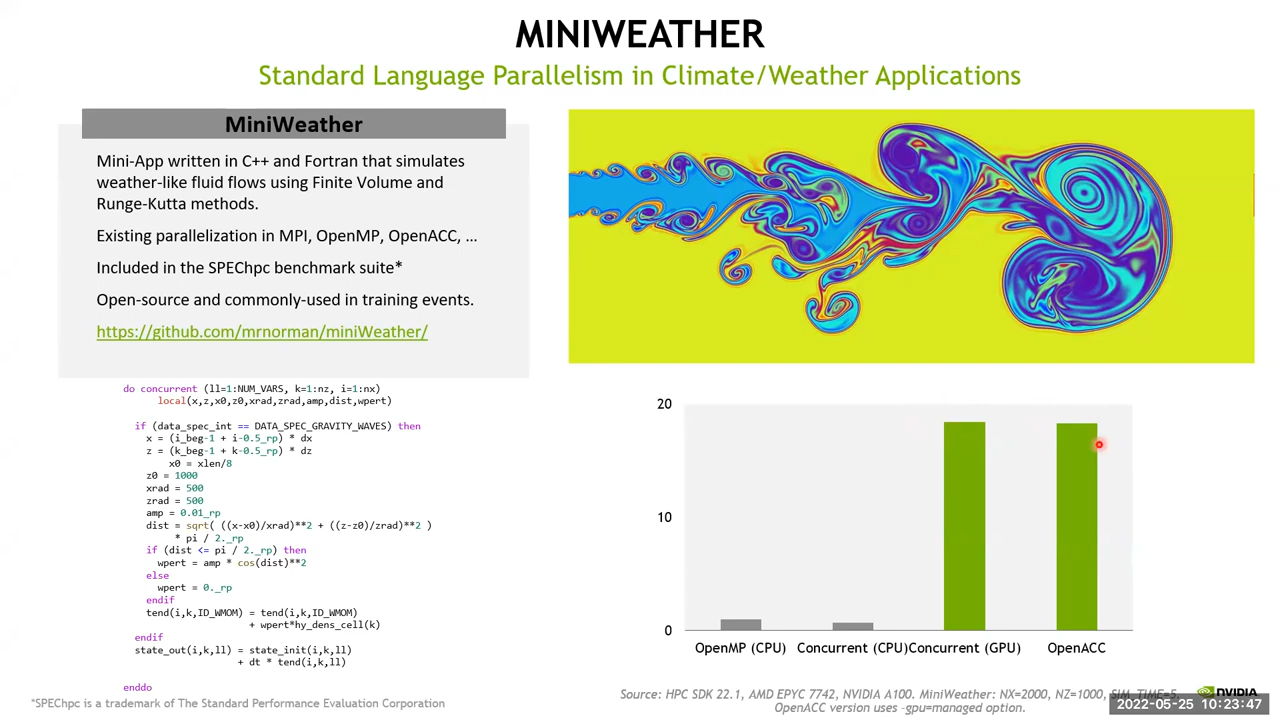 MINIWEATHER
Standard Language Parallelism in Climate/Weather Applications
MiniWeather
Mini-App written in C++ and Fortran that simulates
weather-like fluid flows using Finite Volume and
Runge-Kutta methods.
Existing parallelization in MPI, OpenMP, OpenACC, …
Included in the SPEChpc benchmark suite*
Open-source and commonly-used in training events.
https://github.com/mrnorman/miniWeather/
do concurrent (ll=1:NUM_VARS, k=1:nz, i=1:nx)
local(x,z,x0,z0,xrad,zrad,amp,dist,wpert)
if (data_spec_int == DATA_SPEC_GRAVITY_WAVES) then
x = (i_beg-1 + i-0.5_rp) * dx
z = (k_beg-1 + k-0.5_rp) * dz
x0 = xlen/8
z0 = 1000
xrad = 500
zrad = 500
amp = 0.01_rp
dist = sqrt( ((x-x0)/xrad)**2 + ((z-z0)/zrad)**2 )
* pi / 2._rp
if (dist <= pi / 2._rp) then
wpert = amp * cos(dist)**2
else
wpert = 0._rp
endif
tend(i,k,ID_WMOM) = tend(i,k,ID_WMOM)
+ wpert*hy_dens_cell(k)
endif
state_out(i,k,ll) = state_init(i,k,ll)
+ dt * tend(i,k,ll)
enddo
20
10
0
OpenMP (CPU) Concurrent (CPU) Concurrent (GPU) OpenACC
*SPEChpc is a trademark of The Standard Performance Evaluation Corporation
Source: HPC SDK 22.1, AMD EPYC 7742, NVIDIA A100. MiniWeather: NX=2000, NZ=1000, SIM_TIME=5.
OpenACC version uses –gpu=managed option.
NVIDIA
2022-05-25 10:23:47